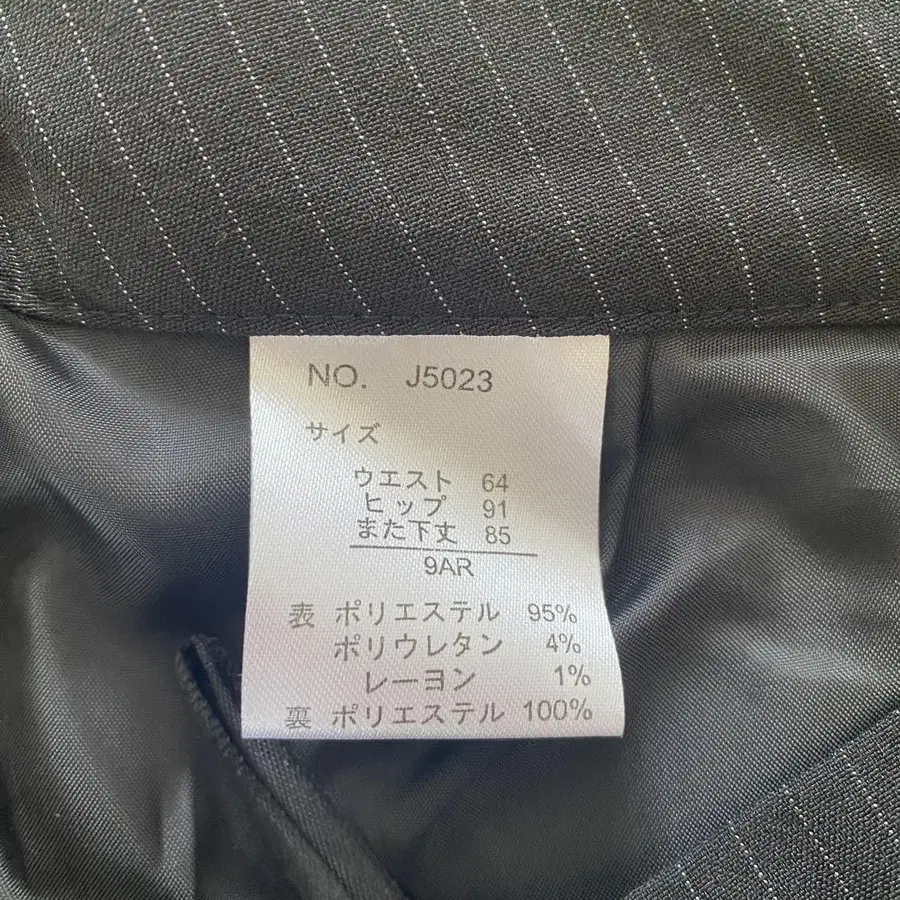 NO. J5023
サイズ
ウエスト 64
ヒップ 91
また下丈 85
9AR
表 ポリエステル 95%
ポリウレタン 4%
レーヨン 1%
裏 ポリエステル 100%